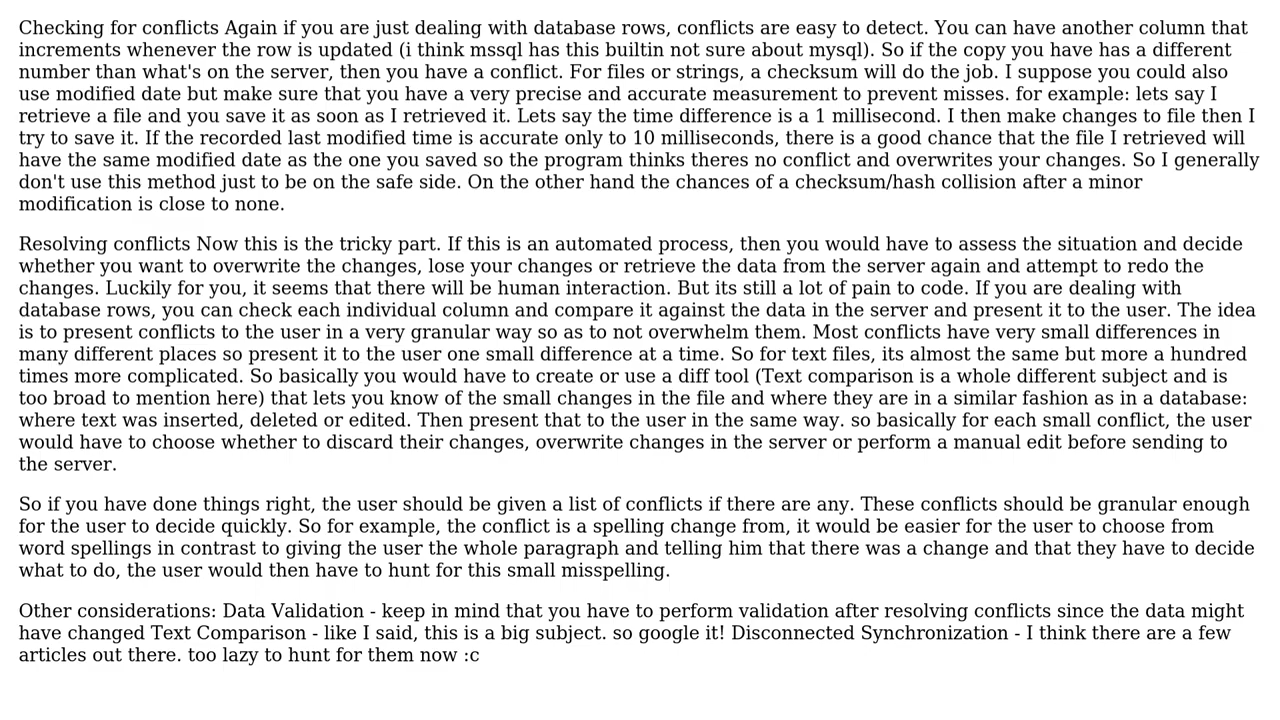 Checking for conflicts Again if you are just dealing with database rows, conflicts are easy to detect. You can have another column that
increments whenever the row is updated (i think mssql has this builtin not sure about mysql). So if the copy you have has a different
number than what's on the server, then you have a conflict. For files or strings, a checksum will do the job. I suppose you could also
use modified date but make sure that you have a very precise and accurate measurement to prevent misses. for example: lets say I
retrieve a file and you save it as soon as I retrieved it. Lets say the time difference is a 1 millisecond. I then make changes to file then I
try to save it. If the recorded last modified time is accurate only to 10 milliseconds, there is a good chance that the file I retrieved will
have the same modified date as the one you saved so the program thinks theres no conflict and overwrites your changes. So I generally
don't use this method just to be on the safe side. On the other hand the chances of a checksum/hash collision after a minor
modification is close to none.
Resolving conflicts Now this is the tricky part. If this is an automated process, then you would have to assess the situation and decide
whether you want to overwrite the changes, lose your changes or retrieve the data from the server again and attempt to redo the
changes. Luckily for you, it seems that there will be human interaction. But its still a lot of pain to code. If you are dealing with
database rows, you can check each individual column and compare it against the data in the server and present it to the user. The idea
is to present conflicts to the user in a very granular way so as to not overwhelm them. Most conflicts have very small differences in
many different places so present it to the user one small difference at a time. So for text files, its almost the same but more a hundred
times more complicated. So basically you would have to create or use a diff tool (Text comparison is a whole different subject and is
too broad to mention here) that lets you know of the small changes in the file and where they are in a similar fashion as in a database:
where text was inserted, deleted or edited. Then present that to the user in the same way. so basically for each small conflict, the user
would have to choose whether to discard their changes, overwrite changes in the server or perform a manual edit before sending to
the server.
So if you have done things right, the user should be given a list of conflicts if there are any. These conflicts should be granular enough
for the user to decide quickly. So for example, the conflict is a spelling change from, it would be easier for the user to choose from
word spellings in contrast to giving the user the whole paragraph and telling him that there was a change and that they have to decide
what to do, the user would then have to hunt for this small misspelling.
Other considerations: Data Validation - keep in mind that you have to perform validation after resolving conflicts since the data might
have changed Text Comparison - like I said, this is a big subject. so google it! Disconnected Synchronization - I think there are a few
articles out there. too lazy to hunt for them now :c